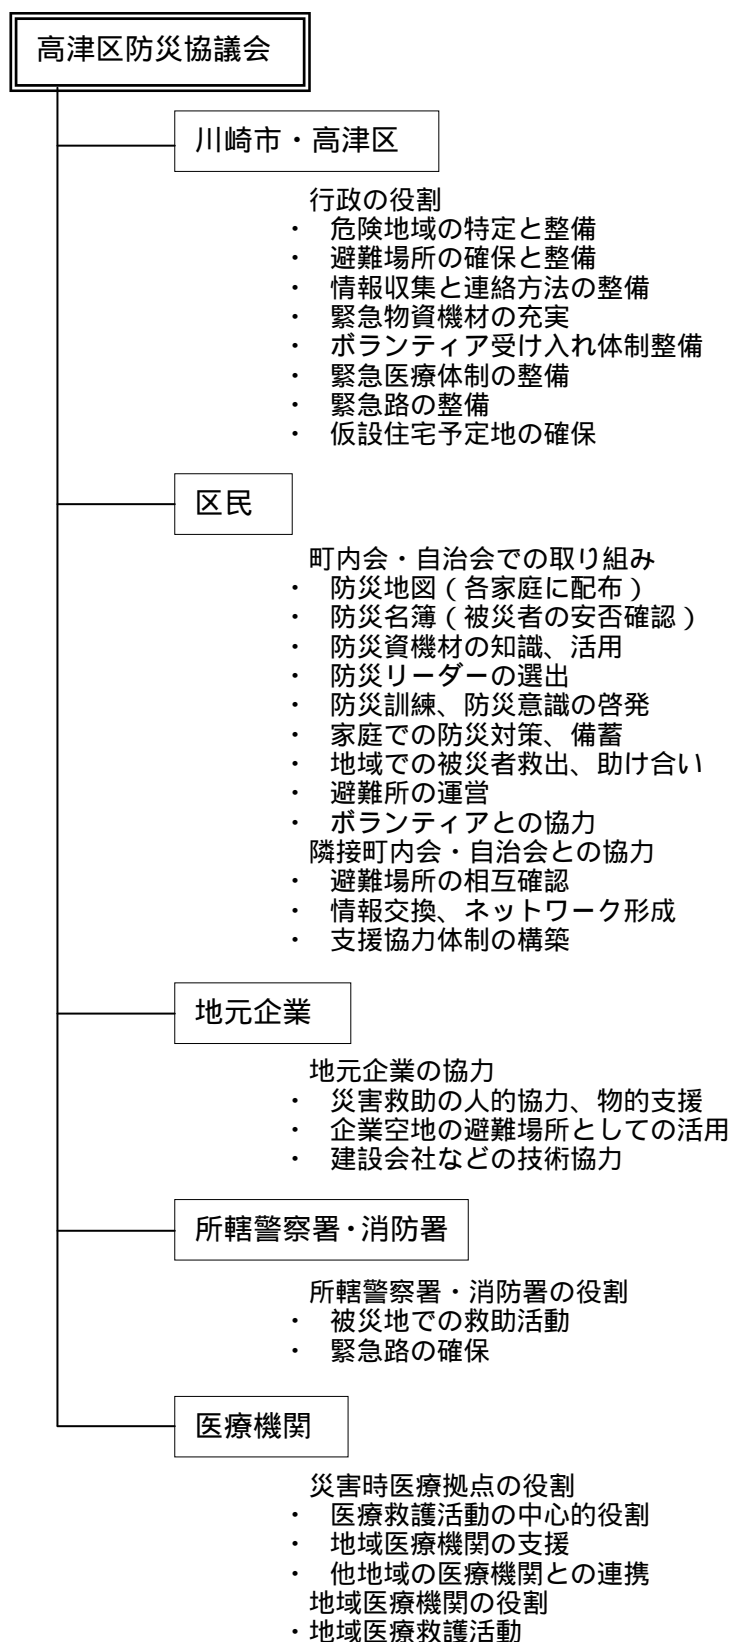 高津区防災協議会
川崎市・高津区
行政の役割
・ 危険地域の特定と整備
・ 避難場所の確保と整備
・ 情報収集と連絡方法の整備
・ 緊急物資機材の充実
・ ボランティア受け入れ体制整備
・ 緊急医療体制の整備
・ 緊急路の整備
・ 仮設住宅予定地の確保
区民
町内会・自治会での取り組み
・ 防災地図(各家庭に配布)
・ 防災名簿(被災者の安否確認)
・ 防災資機材の知識、活用
・ 防災リーダーの選出
・ 防災訓練、防災意識の啓発
・ 家庭での防災対策、備蓄
・ 地域での被災者救出、助け合い
・ 避難所の運営
・ ボランティアとの協力
隣接町内会・自治会との協力
・ 避難場所の相互確認
・ 情報交換、ネットワーク形成
・ 支援協力体制の構築
地元企業
地元企業の協力
・ 災害救助の人的協力、物的支援
・ 企業空地の避難場所としての活用
・ 建設会社などの技術協力
所轄警察署・消防署
所轄警察署・消防署の役割
・ 被災地での救助活動
・ 緊急路の確保
医療機関
災害時医療拠点の役割
・ 医療救護活動の中心的役割
・ 地域医療機関の支援
・ 他地域の医療機関との連携
地域医療機関の役割
・地域医療救護活動